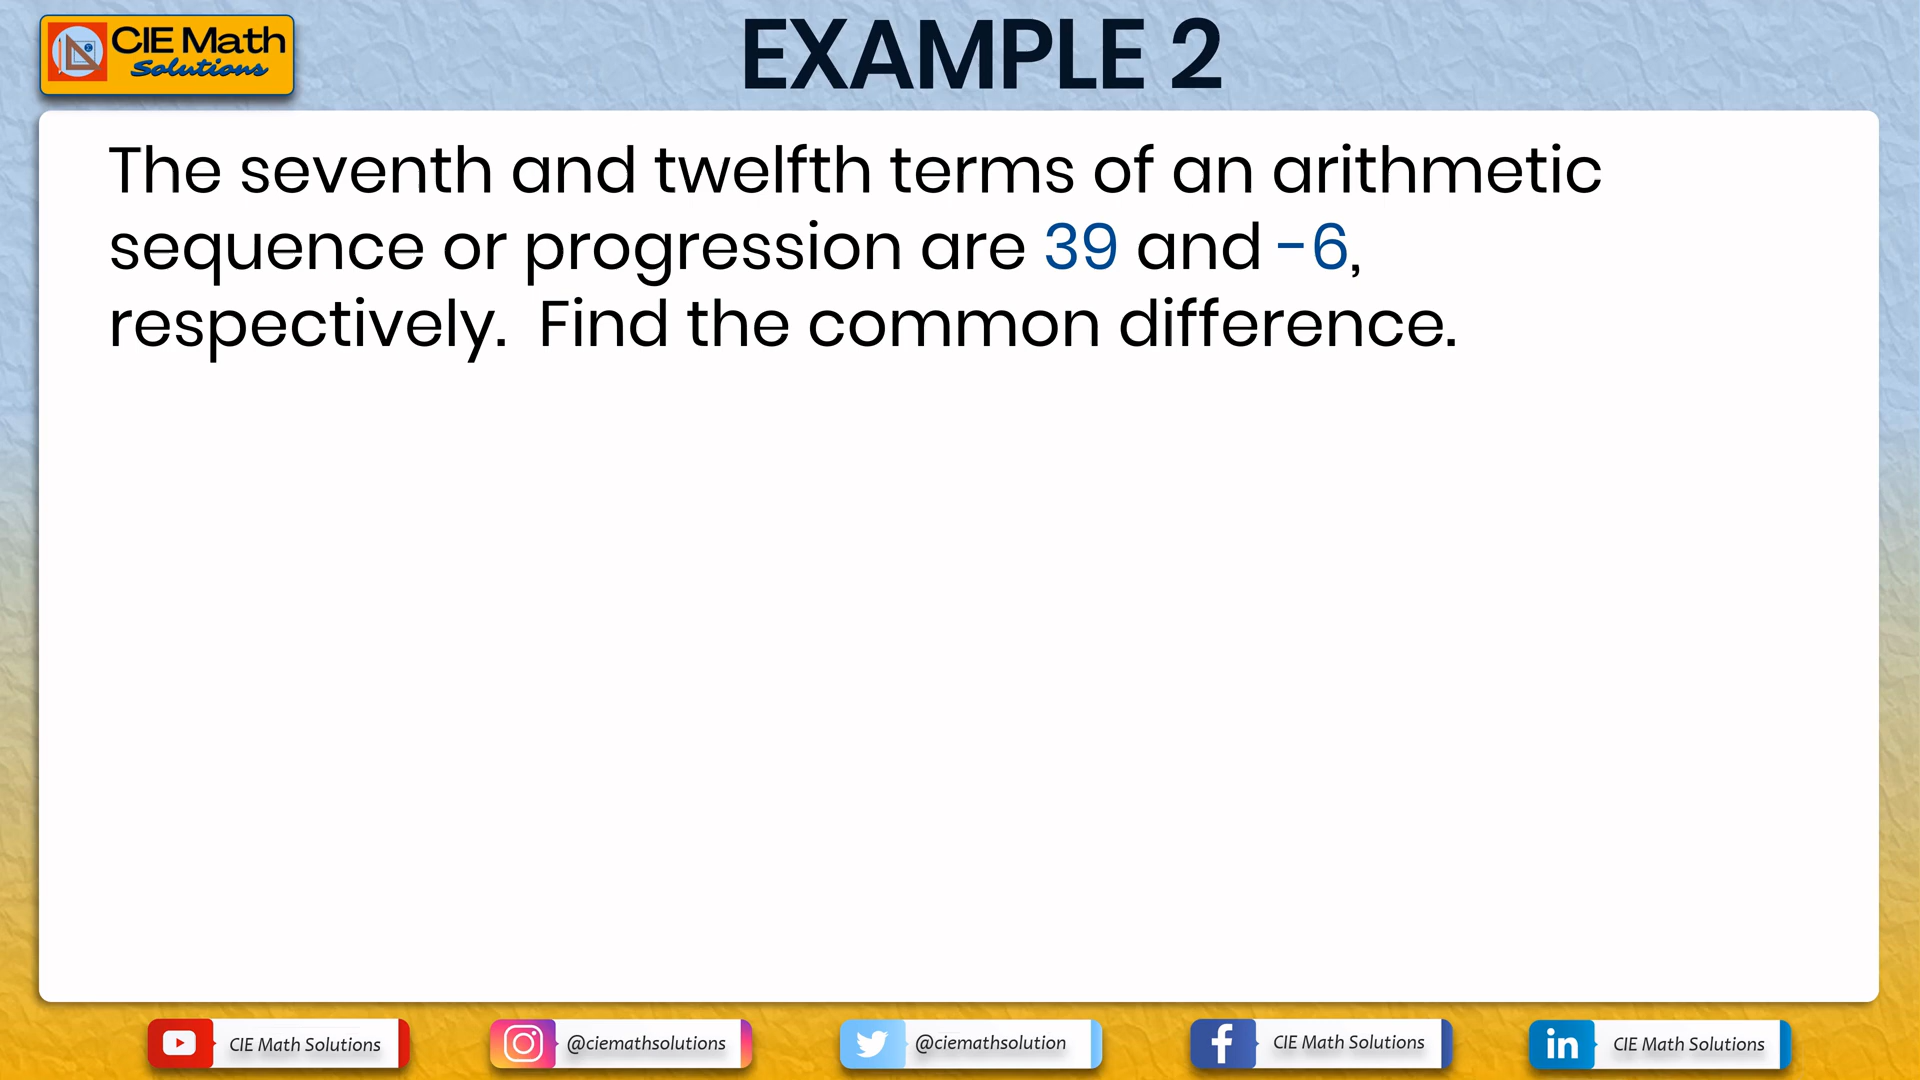 CIE Math
Solutions
EXAMPLE 2
The seventh and twelfth terms of an arithmetic
sequence or progression are 39 and -6,
respectively.  Find the common difference.
CIE Math Solutions
@ciemathsolutions
@ciemathsolution
CIE Math Solutions
in
CIE Math Solutions